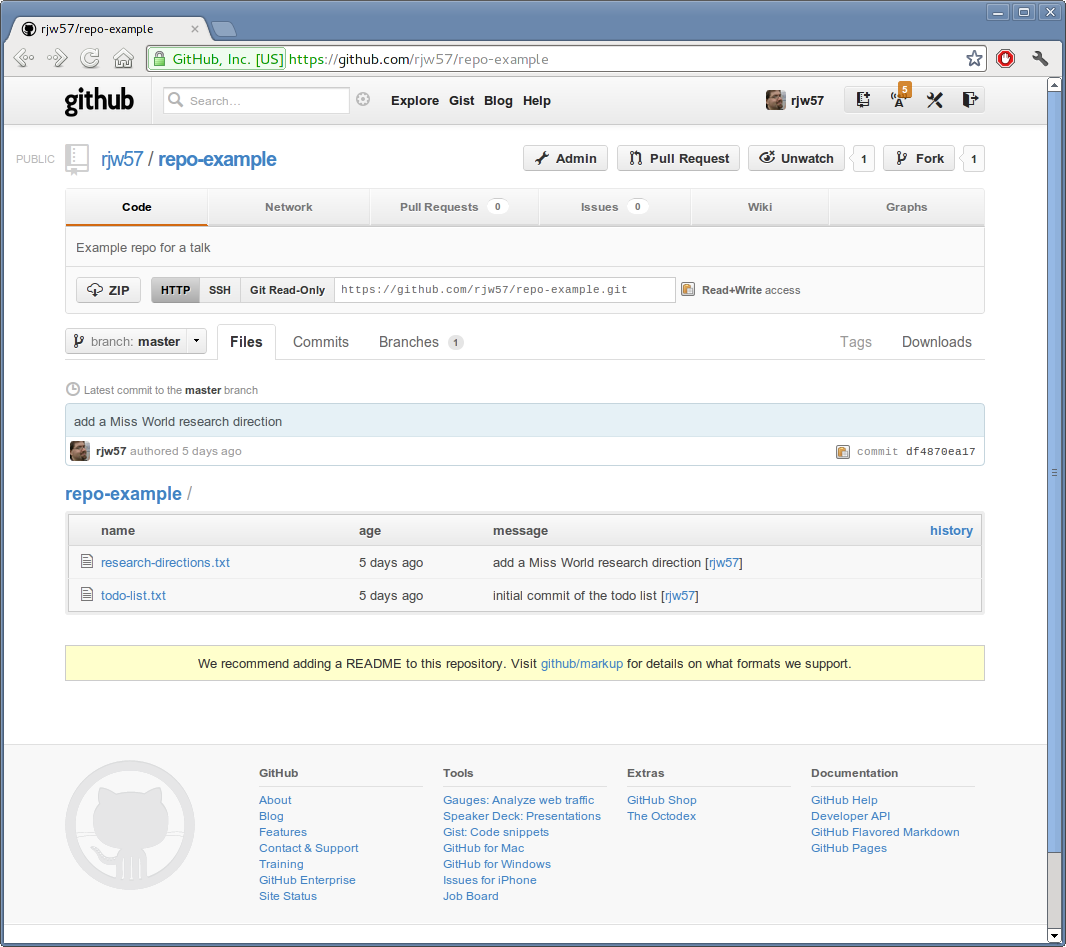 rjw57/repo-example
GitHub, Inc. [US] https://github.com/rjw57/repo-example
github Search... Explore Gist Blog Help rjw57 5
PUBLIC rjw57 / repo-example Admin Pull Request Unwatch 1 Fork 1
Code Network Pull Requests 0 Issues 0 Wiki Graphs
Example repo for a talk
ZIP HTTP SSH Git Read-Only https://github.com/rjw57/repo-example.git Read+Write access
branch: master Files Commits Branches 1 Tags Downloads
Latest commit to the master branch
add a Miss World research direction
rjw57 authored 5 days ago commit df4870ea17
repo-example /
name age message history
research-directions.txt 5 days ago add a Miss World research direction [rjw57]
todo-list.txt 5 days ago initial commit of the todo list [rjw57]
We recommend adding a README to this repository. Visit github/markup for details on what formats we support.
GitHub Tools Extras Documentation
About Gauges: Analyze web traffic GitHub Shop GitHub Help
Blog Speaker Deck: Presentations The Octodex Developer API
Features Gist: Code snippets GitHub Flavored Markdown
Contact & Support GitHub for Mac GitHub Pages
Training GitHub for Windows
GitHub Enterprise Issues for iPhone
Site Status Job Board